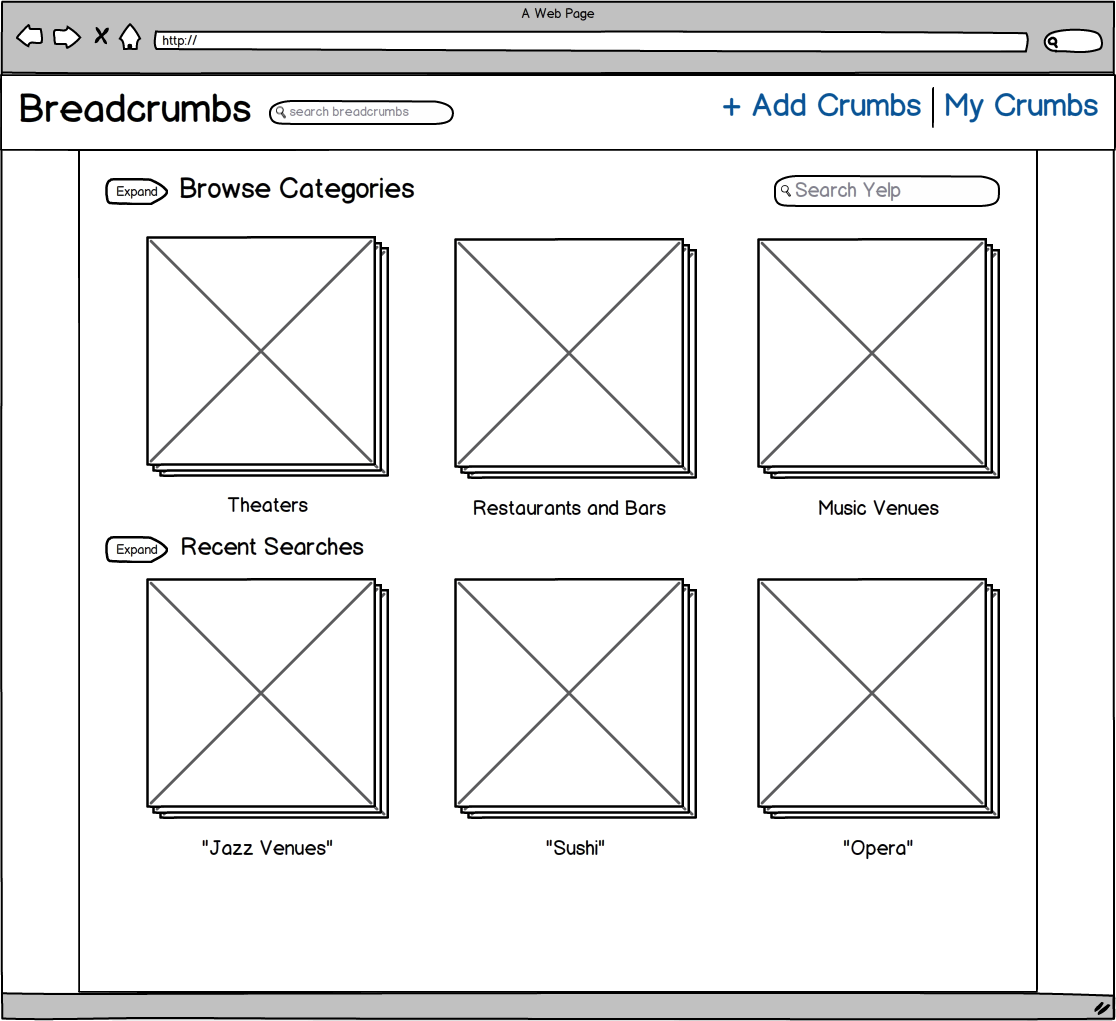 A Web Page
http://
Breadcrumbs
search breadcrumbs
+ Add Crumbs
My Crumbs
Expand
Browse Categories
Search Yelp
Theaters
Restaurants and Bars
Music Venues
Expand
Recent Searches
"Jazz Venues"
"Sushi"
"Opera"